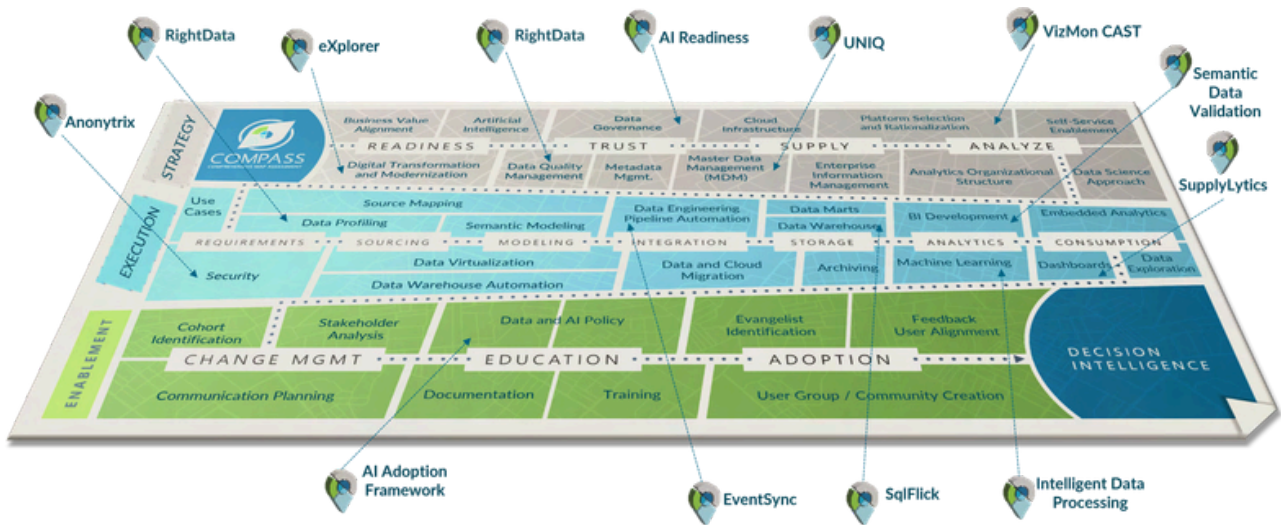 RightData
eXplorer
RightData
AI Readiness
UNIQ
VizMon CAST
Semantic
Data
Validation
Anonytrix
SupplyLytics
STRATEGY
COMPASS
Business Value
Alignment
Artificial
Intelligence
Data
Governance
Cloud
Infrastructure
Platform Selection
and Rationalization
Self-Service
Enablement
READINESS
TRUST
SUPPLY
ANALYZE
Digital Transformation
and Modernization
Data Quality
Management
Metadata
Mgmt.
Master Data
Management
(MDM)
Enterprise
Information
Management
Analytics Organizational
Structure
Data Science
Approach
EXECUTION
Use
Cases
Source Mapping
Data Profiling
Semantic Modeling
Data Engineering
Pipeline Automation
Data Marts
Data Warehouse
BI Development
Embedded Analytics
REQUIREMENTS
SOURCING
MODELING
INTEGRATION
STORAGE
ANALYTICS
CONSUMPTION
Security
Data Virtualization
Data Warehouse Automation
Data and Cloud
Migration
Archiving
Machine Learning
Dashboards
Data
Exploration
ENABLEMENT
Cohort
Identification
Stakeholder
Analysis
Data and AI Policy
Evangelist
Identification
Feedback
User Alignment
CHANGE MGMT
EDUCATION
ADOPTION
DECISION
INTELLIGENCE
Communication Planning
Documentation
Training
User Group / Community Creation
AI Adoption
Framework
EventSync
SqlFlick
Intelligent Data
Processing